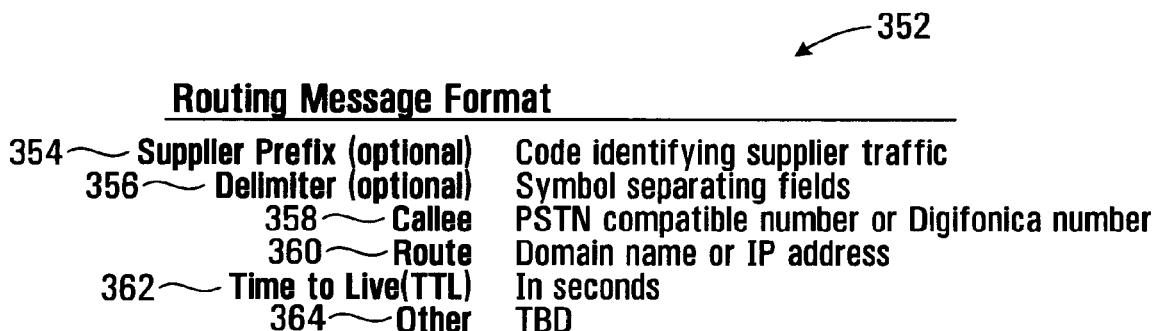 352
Routing Message Format
354 Supplier Prefix (optional) Code identifying supplier traffic
356 Delimiter (optional) Symbol separating fields
358 Callee PSTN compatible number or Digifonica number
360 Route Domain name or IP address
362 Time to Live(TTL) In seconds
364 Other TBD